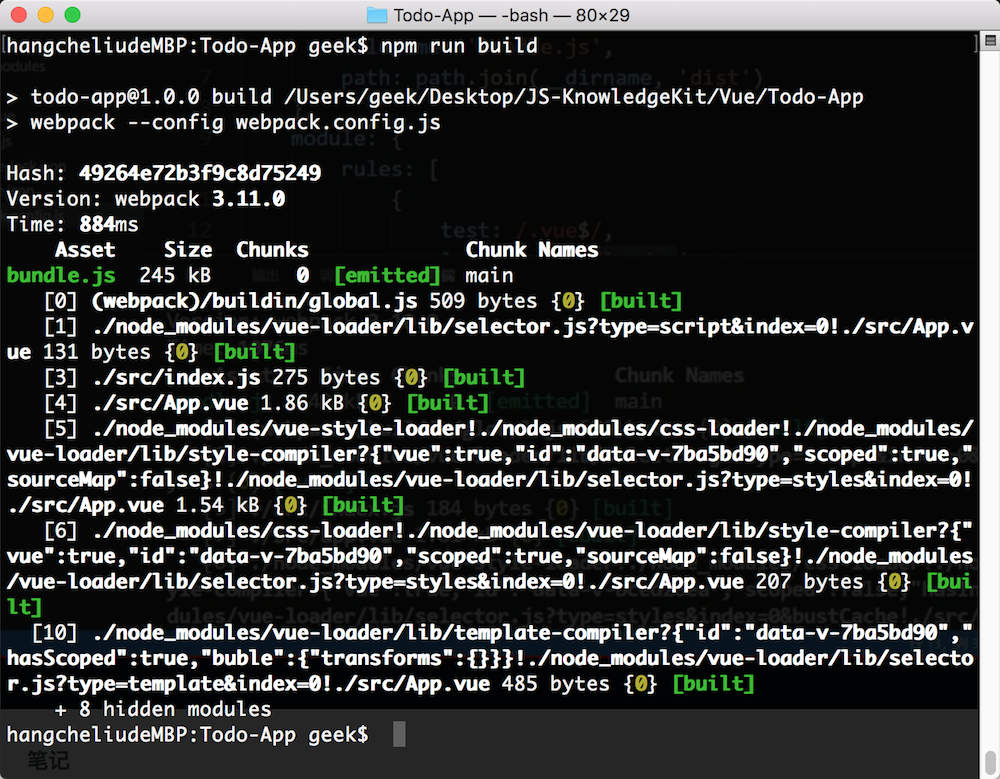 Todo-App — -bash — 80×29
[hangcheliudeMBP:Todo-App geek$ npm run build ]
> todo-app@1.0.0 build /Users/geek/Desktop/JS-KnowledgeKit/Vue/Todo-App
> webpack --config webpack.config.js
Hash: 49264e72b3f9c8d75249
Version: webpack 3.11.0
Time: 884ms
Asset Size Chunks Chunk Names
bundle.js 245 kB 0 [emitted] main
[0] (webpack)/buildin/global.js 509 bytes {0} [built]
[1] ./node_modules/vue-loader/lib/selector.js?type=script&index=0!./src/App.v
ue 131 bytes {0} [built]
[3] ./src/index.js 275 bytes {0} [built]
[4] ./src/App.vue 1.86 kB {0} [built]
[5] ./node_modules/vue-style-loader!./node_modules/css-loader!./node_modules/
vue-loader/lib/style-compiler?{"vue":true,"id":"data-v-7ba5bd90","scoped":true,"
sourceMap":false}!./node_modules/vue-loader/lib/selector.js?type=styles&index=0!
./src/App.vue 1.54 kB {0} [built]
[6] ./node_modules/css-loader!./node_modules/vue-loader/lib/style-compiler?{"
vue":true,"id":"data-v-7ba5bd90","scoped":true,"sourceMap":false}!./node_modules
/vue-loader/lib/selector.js?type=styles&index=0!./src/App.vue 207 bytes {0} [bui
lt]
[10] ./node_modules/vue-loader/lib/template-compiler?{"id":"data-v-7ba5bd90","
hasScoped":true,"buble":{"transforms":{}}}!./node_modules/vue-loader/lib/selecto
r.js?type=template&index=0!./src/App.vue 485 bytes {0} [built]
+ 8 hidden modules
hangcheliudeMBP:Todo-App geek$
笔记